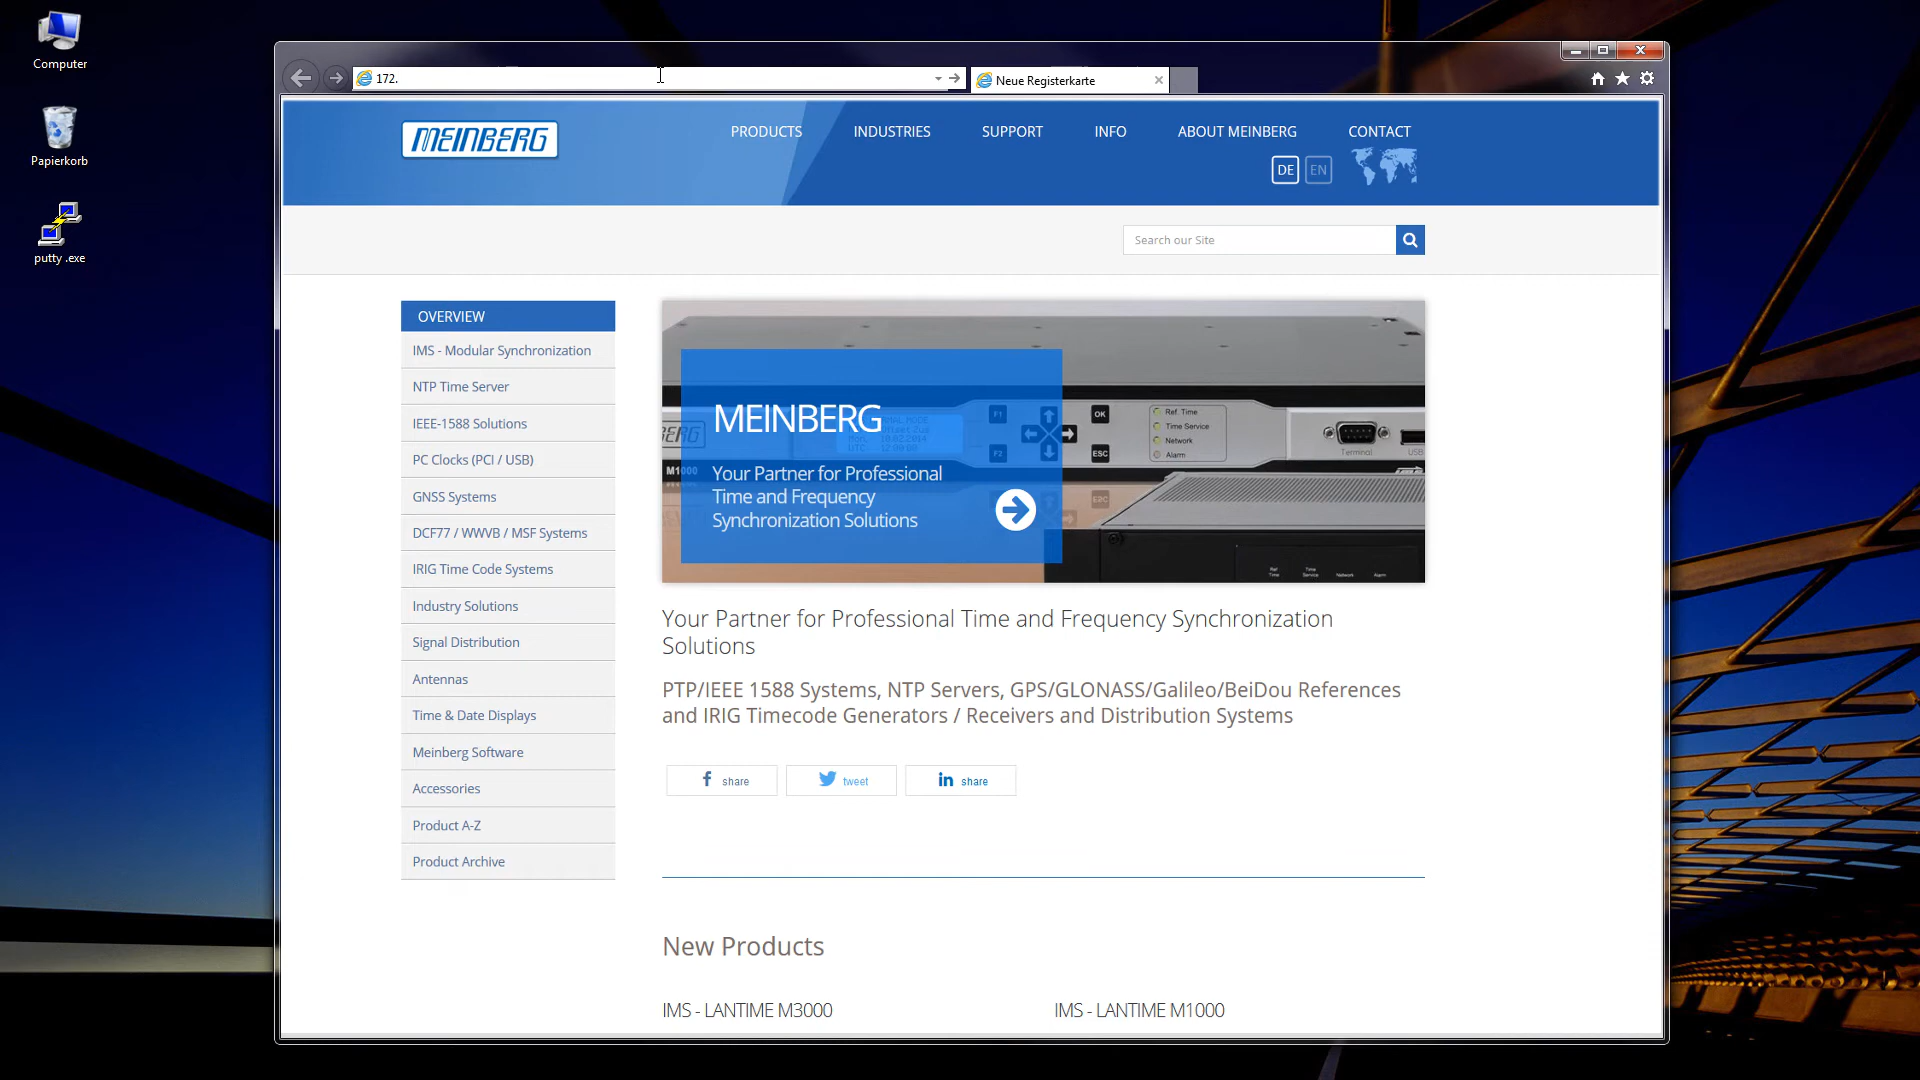 Computer
Papierkorb
putty .exe
172.
Neue Registerkarte
MEINBERG
PRODUCTS
INDUSTRIES
SUPPORT
INFO
ABOUT MEINBERG
CONTACT
DE
EN
Search our Site
OVERVIEW
IMS - Modular Synchronization
NTP Time Server
IEEE-1588 Solutions
PC Clocks (PCI / USB)
GNSS Systems
DCF77 / WWVB / MSF Systems
IRIG Time Code Systems
Industry Solutions
Signal Distribution
Antennas
Time & Date Displays
Meinberg Software
Accessories
Product A-Z
Product Archive
MEINBERG
Your Partner for Professional
Time and Frequency
Synchronization Solutions
M1000
F1
F2
OK
ESC
Ref. Time
Time Service
Network
Alarm
Terminal
USB
Ref Time
Time Service
Network
Alarm
Your Partner for Professional Time and Frequency Synchronization
Solutions
PTP/IEEE 1588 Systems, NTP Servers, GPS/GLONASS/Galileo/BeiDou References
and IRIG Timecode Generators / Receivers and Distribution Systems
share
tweet
share
New Products
IMS - LANTIME M3000
IMS - LANTIME M1000